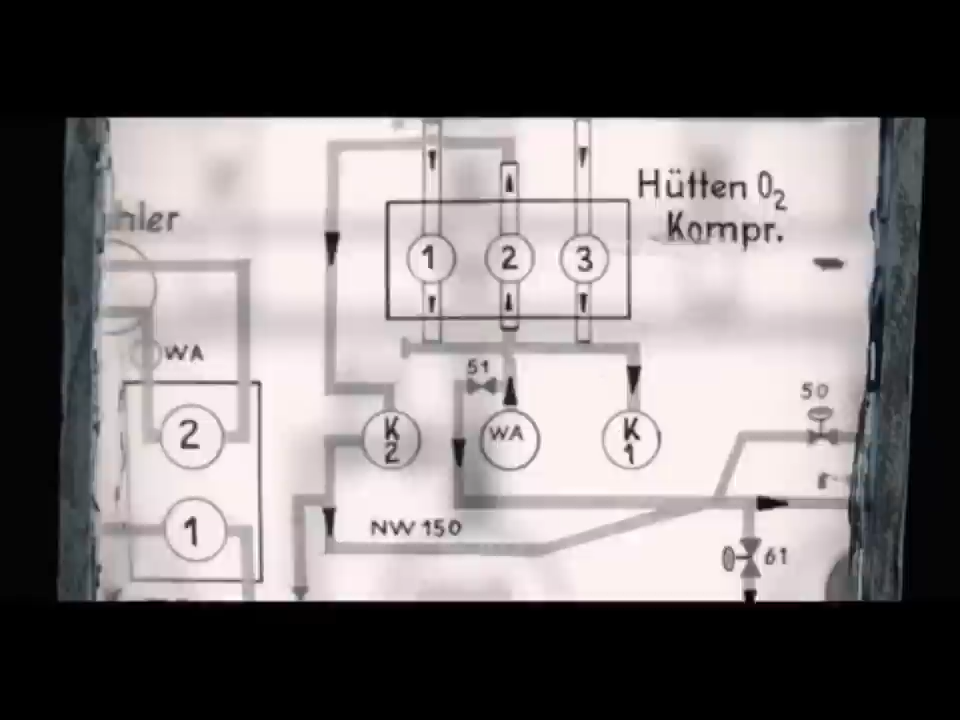 Hütten O₂
Kompr.
hler
1 2 3
WA
51
50
2
K 2
WA
K 1
1
NW 150
61